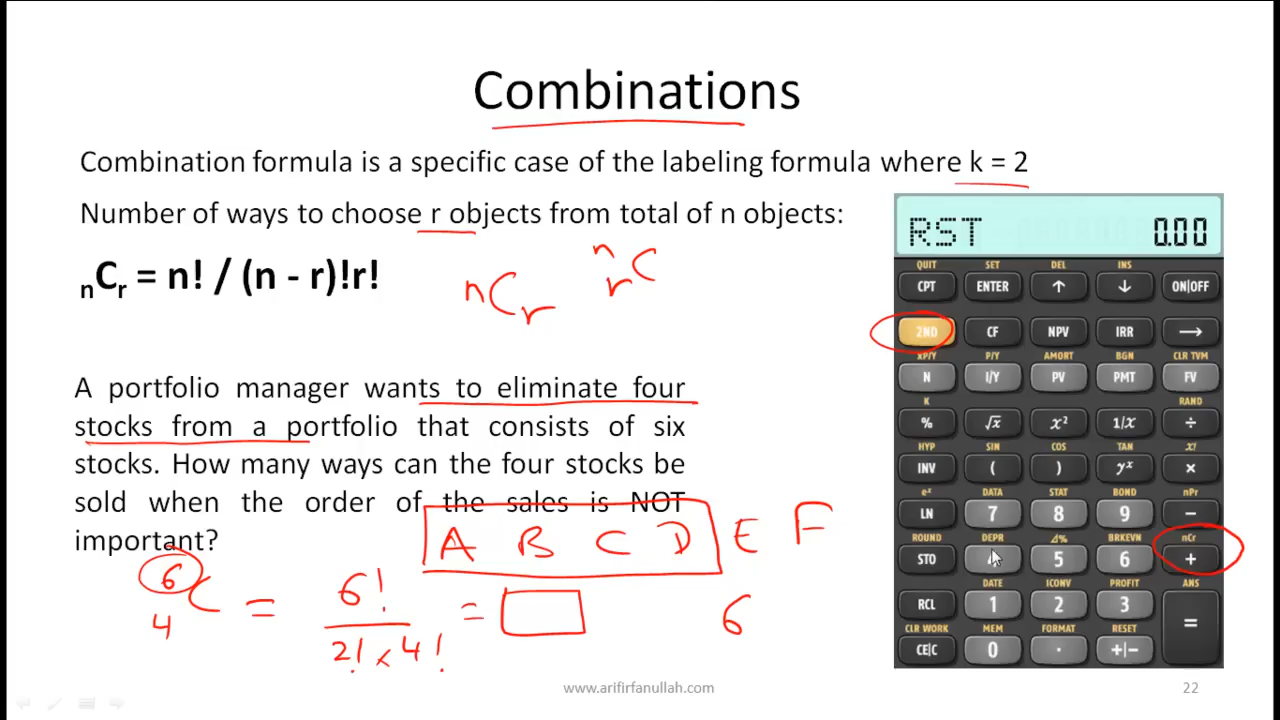 Combinations
Combination formula is a specific case of the labeling formula where k = 2
Number of ways to choose r objects from total of n objects:
nCr = n! / (n - r)!r!
nCr
n
rC
A portfolio manager wants to eliminate four
stocks from a portfolio that consists of six
stocks. How many ways can the four stocks be
sold when the order of the sales is NOT
important?
A B C D E F
6
4C = 6! / 2! x 4! =
6
RST 0.00
QUIT SET DEL INS
CPT ENTER ↑ ↓ ON|OFF
2ND CF NPV IRR →
xP/Y P/Y AMORT BGN CLR TVM
N I/Y PV PMT FV
K RAND
% √x x² 1/X ÷
HYP SIN COS TAN x!
INV ( ) yˣ ×
eˣ DATA STAT BOND nPr
LN 7 8 9 −
ROUND DEPR Δ% BRKEVN nCr
STO 5 6 +
DATE ICONV PROFIT ANS
RCL 1 2 3 =
CLR WORK MEM FORMAT RESET
CE|C 0 . +|−
www.arifirfanullah.com
22